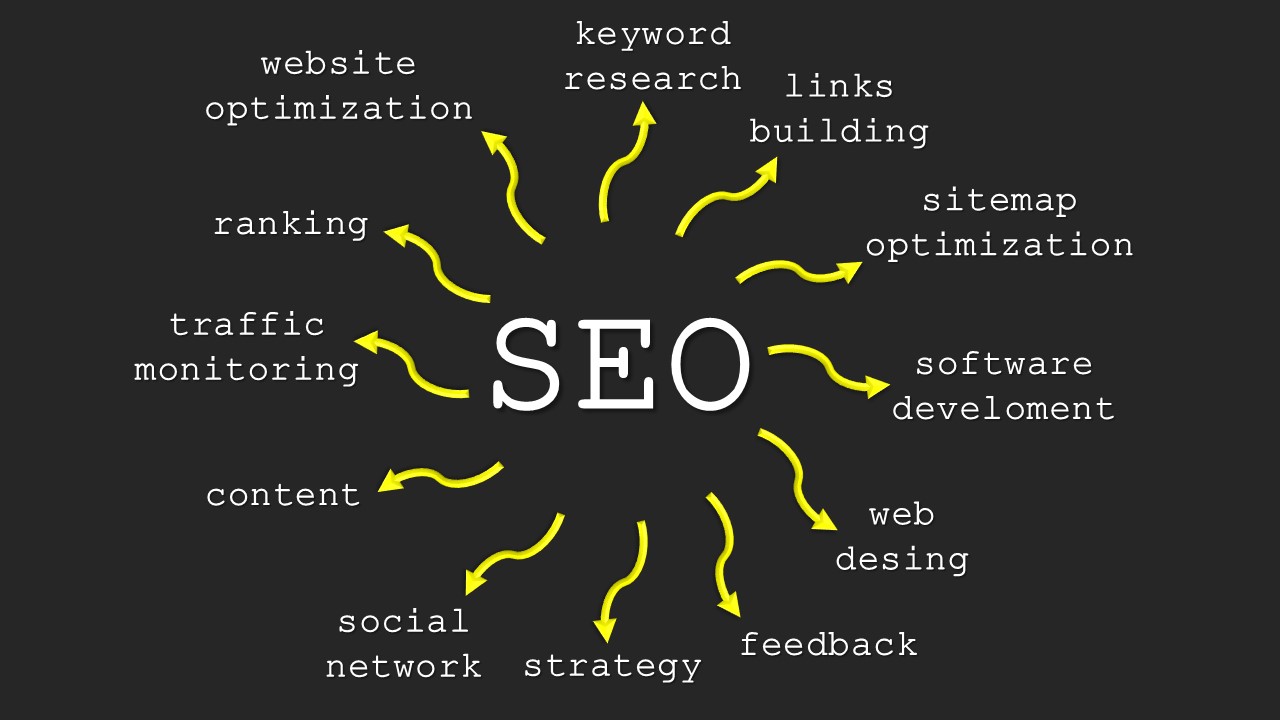 keyword
research
website
optimization
links
building
sitemap
optimization
ranking
traffic
monitoring
SEO
software
develoment
content
web
desing
social
network
strategy
feedback